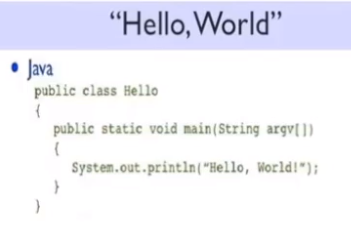 “Hello, World”
• Java
public class Hello
{
public static void main(String argv[])
{
System.out.println(“Hello, World!”);
}
}